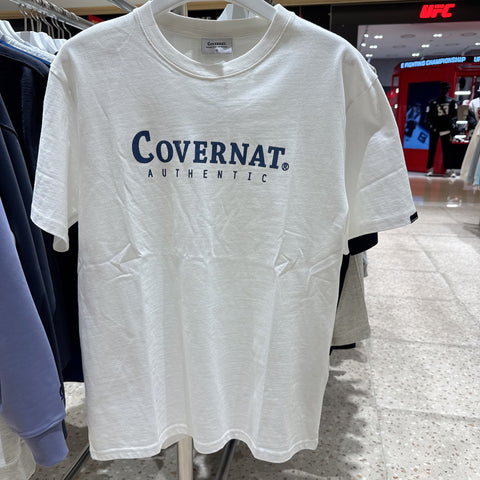 COVERNAT
COVERNAT®
AUTHENTIC
UFC
E FIGHTING CHAMPIONSHIP